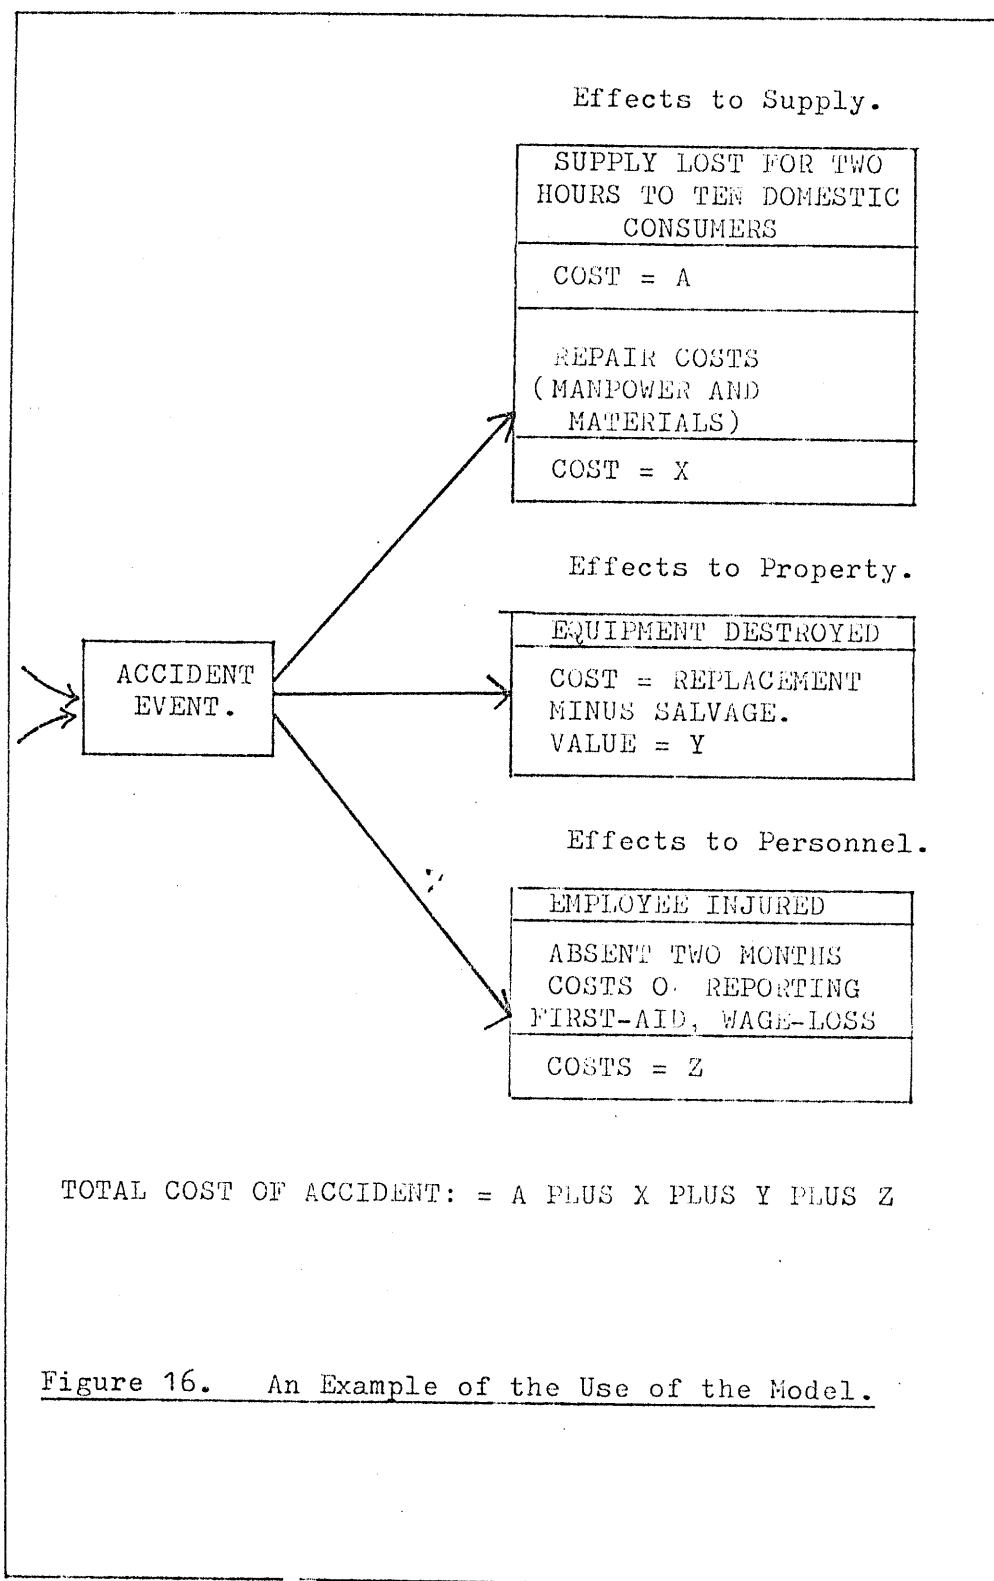 Effects to Supply.
SUPPLY LOST FOR TWO
HOURS TO TEN DOMESTIC
CONSUMERS
COST = A
REPAIR COSTS
(MANPOWER AND
MATERIALS)
COST = X
Effects to Property.
EQUIPMENT DESTROYED
COST = REPLACEMENT
MINUS SALVAGE.
VALUE = Y
ACCIDENT
EVENT.
Effects to Personnel.
EMPLOYEE INJURED
ABSENT TWO MONTHS
COSTS O. REPORTING
FIRST-AID, WAGE-LOSS
COSTS = Z
TOTAL COST OF ACCIDENT: = A PLUS X PLUS Y PLUS Z
Figure 16. An Example of the Use of the Model.